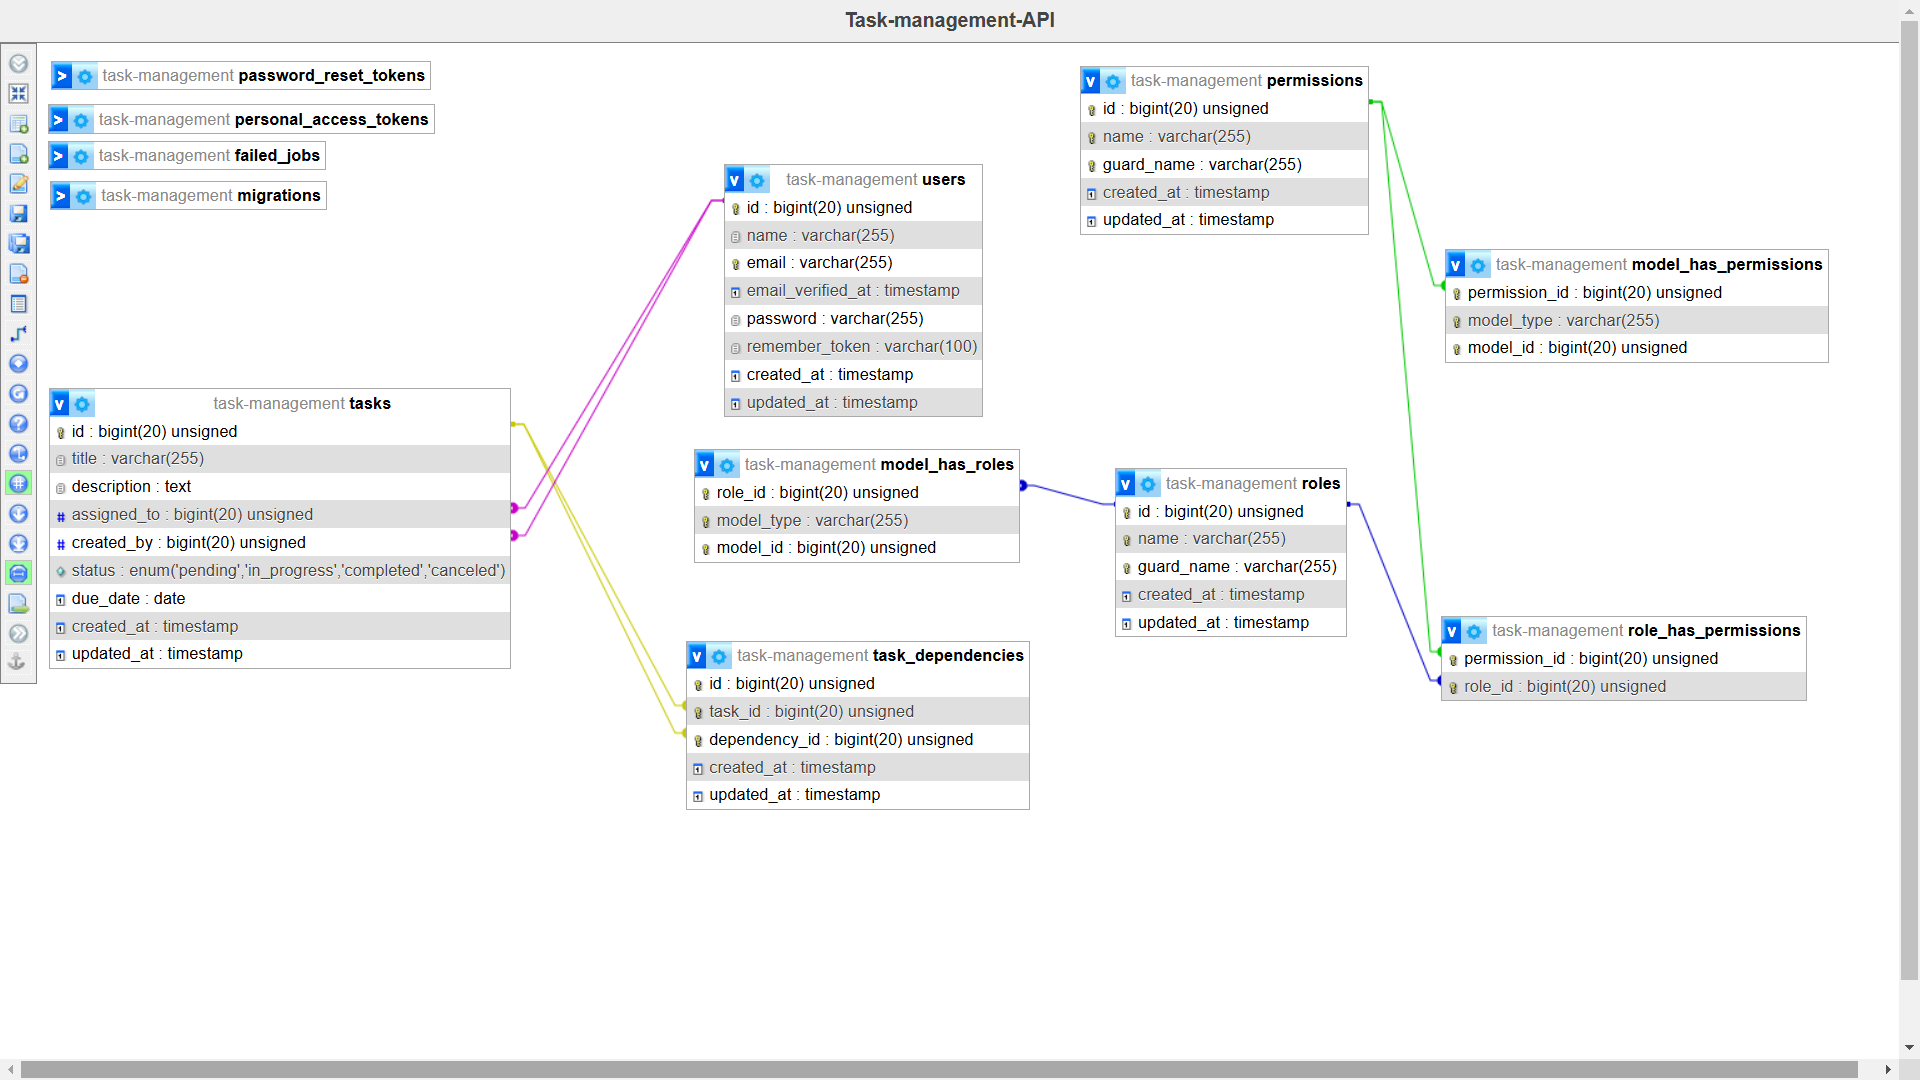 Task-management-API
task-management password_reset_tokens
task-management personal_access_tokens
task-management failed_jobs
task-management migrations
task-management tasks
id : bigint(20) unsigned
title : varchar(255)
description : text
assigned_to : bigint(20) unsigned
created_by : bigint(20) unsigned
status : enum('pending','in_progress','completed','canceled')
due_date : date
created_at : timestamp
updated_at : timestamp
task-management users
id : bigint(20) unsigned
name : varchar(255)
email : varchar(255)
email_verified_at : timestamp
password : varchar(255)
remember_token : varchar(100)
created_at : timestamp
updated_at : timestamp
task-management model_has_roles
role_id : bigint(20) unsigned
model_type : varchar(255)
model_id : bigint(20) unsigned
task-management task_dependencies
id : bigint(20) unsigned
task_id : bigint(20) unsigned
dependency_id : bigint(20) unsigned
created_at : timestamp
updated_at : timestamp
task-management permissions
id : bigint(20) unsigned
name : varchar(255)
guard_name : varchar(255)
created_at : timestamp
updated_at : timestamp
task-management roles
id : bigint(20) unsigned
name : varchar(255)
guard_name : varchar(255)
created_at : timestamp
updated_at : timestamp
task-management model_has_permissions
permission_id : bigint(20) unsigned
model_type : varchar(255)
model_id : bigint(20) unsigned
task-management role_has_permissions
permission_id : bigint(20) unsigned
role_id : bigint(20) unsigned